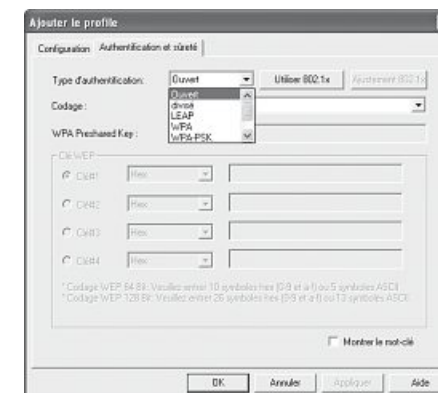 Ajouter le profile
Configuration Authentification et sûreté
Type d'authentification: Ouvert Utiliser 802.1x Ajustement 802.1x
Ouvert
divisé
LEAP
WPA
WPA-PSK
Codage :
WPA Preshared Key :
Clé WEP
Clé#1 Hex
Clé#2 Hex
Clé#3 Hex
Clé#4 Hex
* Codage WEP 64 Bit: Veuillez entrer 10 symboles hex (0-9 et a-f) ou 5 symboles ASCII
* Codage WEP 128 Bit: Veuillez entrer 26 symboles hex (0-9 et a-f) ou 13 symboles ASCII
Montrer le mot-clé
OK Annuler Appliquer Aide